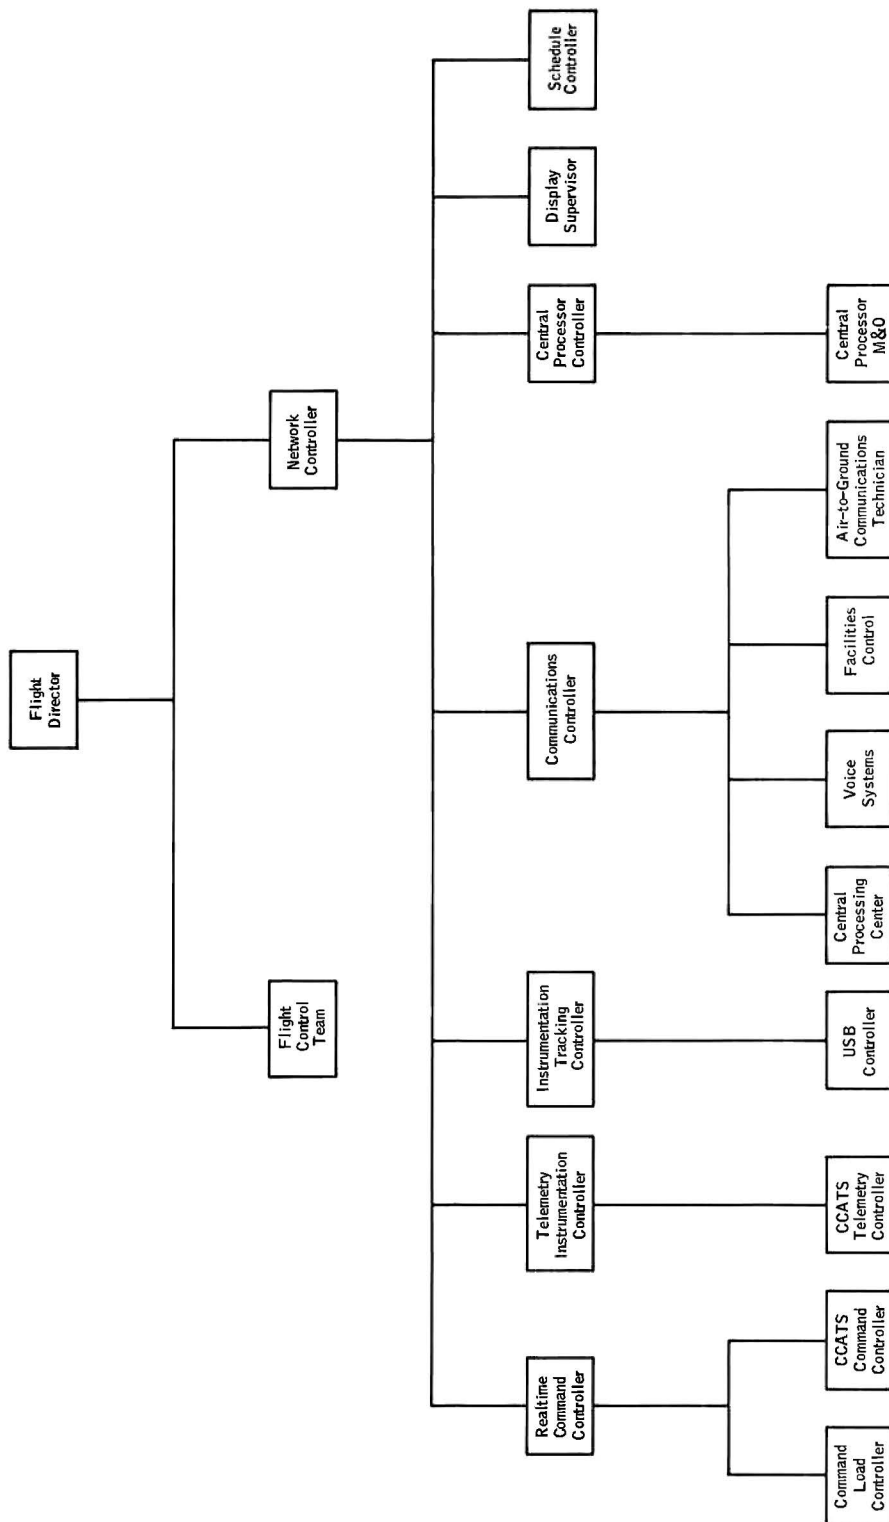 Flight
Director
Flight
Control
Team
Network
Controller
Realtime
Command
Controller
Telemetry
Instrumentation
Controller
Instrumentation
Tracking
Controller
Communications
Controller
Central
Processor
Controller
Display
Supervisor
Schedule
Controller
Command
Load
Controller
CCATS
Command
Controller
CCATS
Telemetry
Controller
USB
Controller
Central
Processing
Center
Voice
Systems
Facilities
Control
Air-to-Ground
Communications
Technician
Central
Processor
M&O